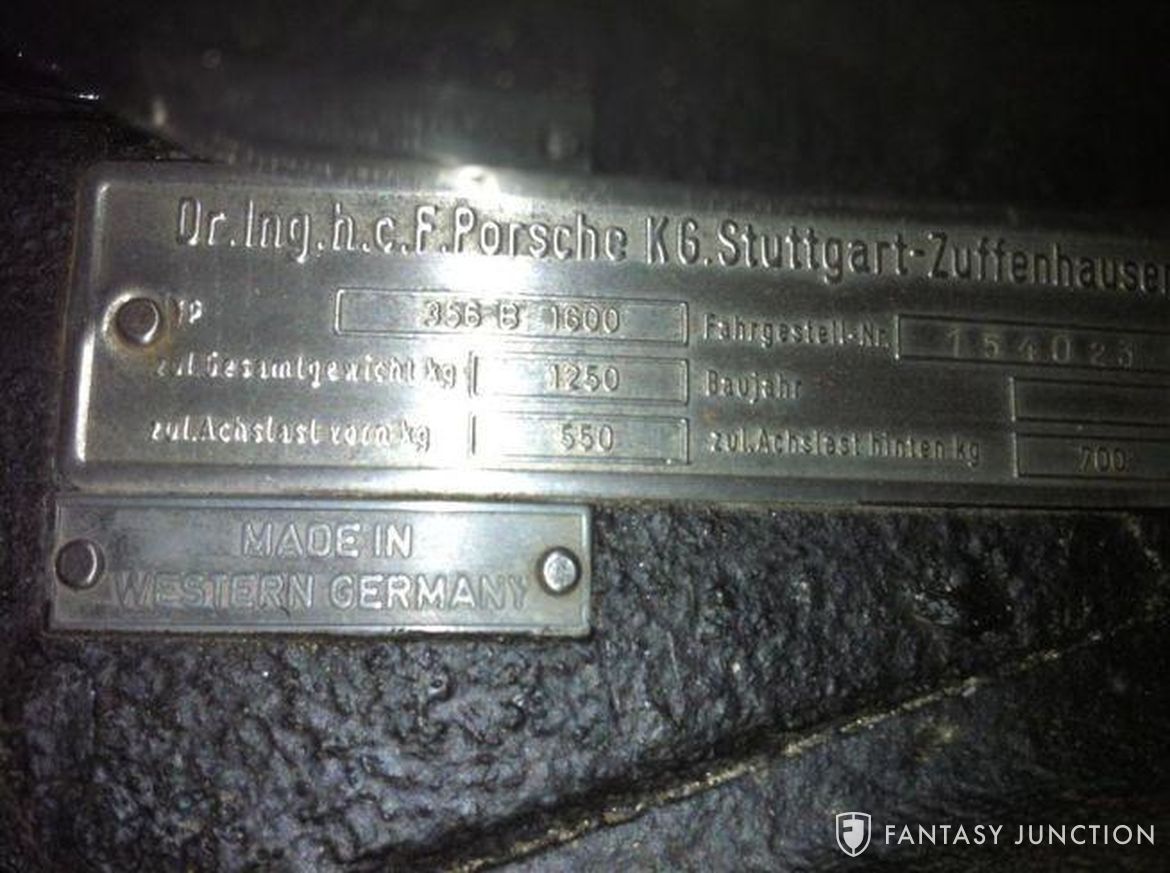 Dr.Ing.h.c.F.Porsche KG.Stuttgart-Zuffenhausen
356-B 1600 Fahrgestell-Nr. 154023
zul.Gesamtgewicht kg 1250 Baujahr
zul.Achslast vorn kg 550 zul.Achslast hinten kg 700
MADE IN
WESTERN GERMANY
FANTASY JUNCTION